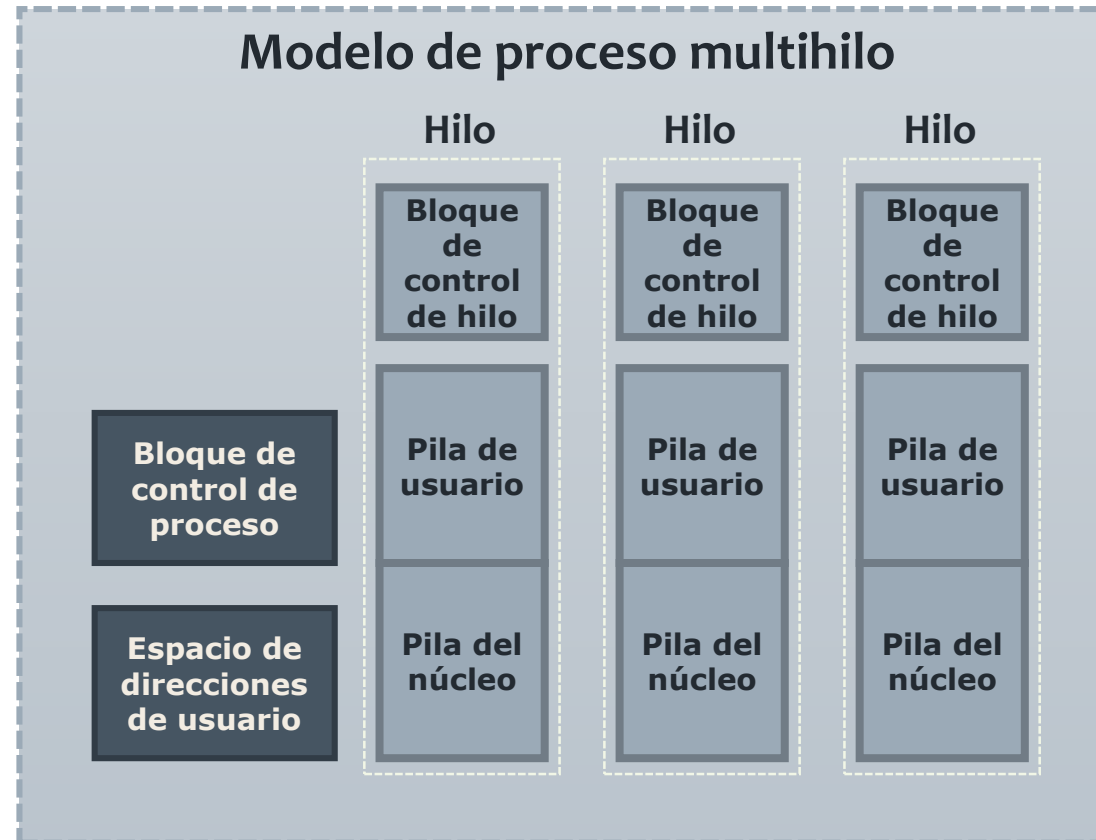 Modelo de proceso multihilo
Hilo
Hilo
Hilo
Bloque
de
control
de hilo
Bloque
de
control
de hilo
Bloque
de
control
de hilo
Bloque de
control de
proceso
Pila de
usuario
Pila de
usuario
Pila de
usuario
Espacio de
direcciones
de usuario
Pila del
núcleo
Pila del
núcleo
Pila del
núcleo